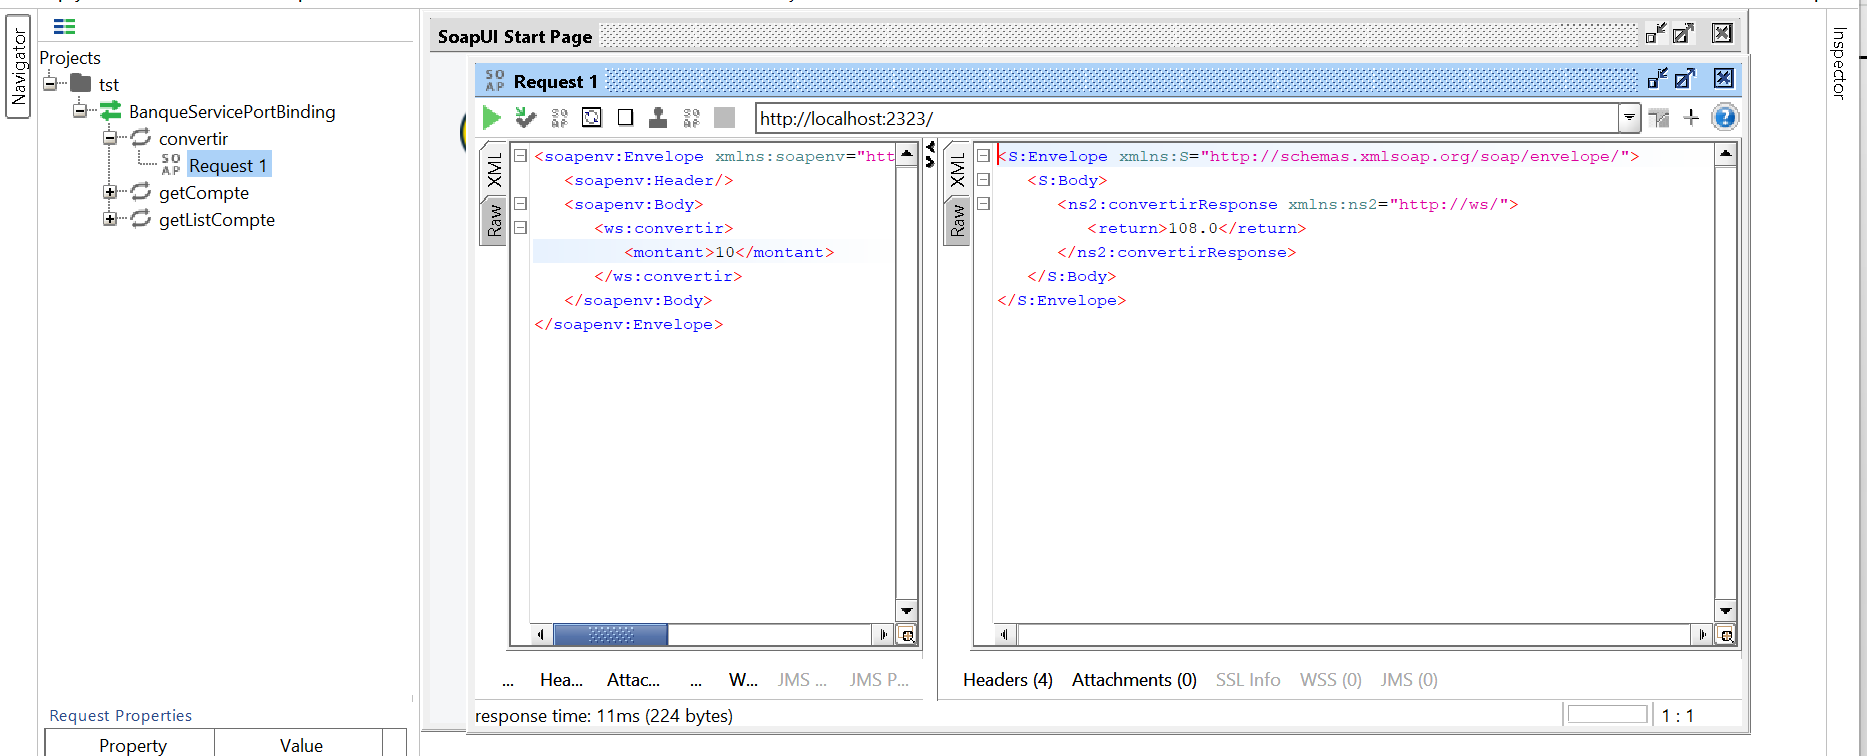 Navigator
Projects
tst
BanqueServicePortBinding
convertir
SO
AP
Request 1
getCompte
getListCompte
Request Properties
Property Value
SoapUI Start Page
SO
AP
Request 1
http://localhost:2323/
XML
Raw
<soapenv:Envelope xmlns:soapenv="htt
<soapenv:Header/>
<soapenv:Body>
<ws:convertir>
<montant>10</montant>
</ws:convertir>
</soapenv:Body>
</soapenv:Envelope>
XML
Raw
<S:Envelope xmlns:S="http://schemas.xmlsoap.org/soap/envelope/">
<S:Body>
<ns2:convertirResponse xmlns:ns2="http://ws/">
<return>108.0</return>
</ns2:convertirResponse>
</S:Body>
</S:Envelope>
... Hea... Attac... ... W... JMS ... JMS P...
Headers (4) Attachments (0) SSL Info WSS (0) JMS (0)
response time: 11ms (224 bytes)
1 : 1
Inspector